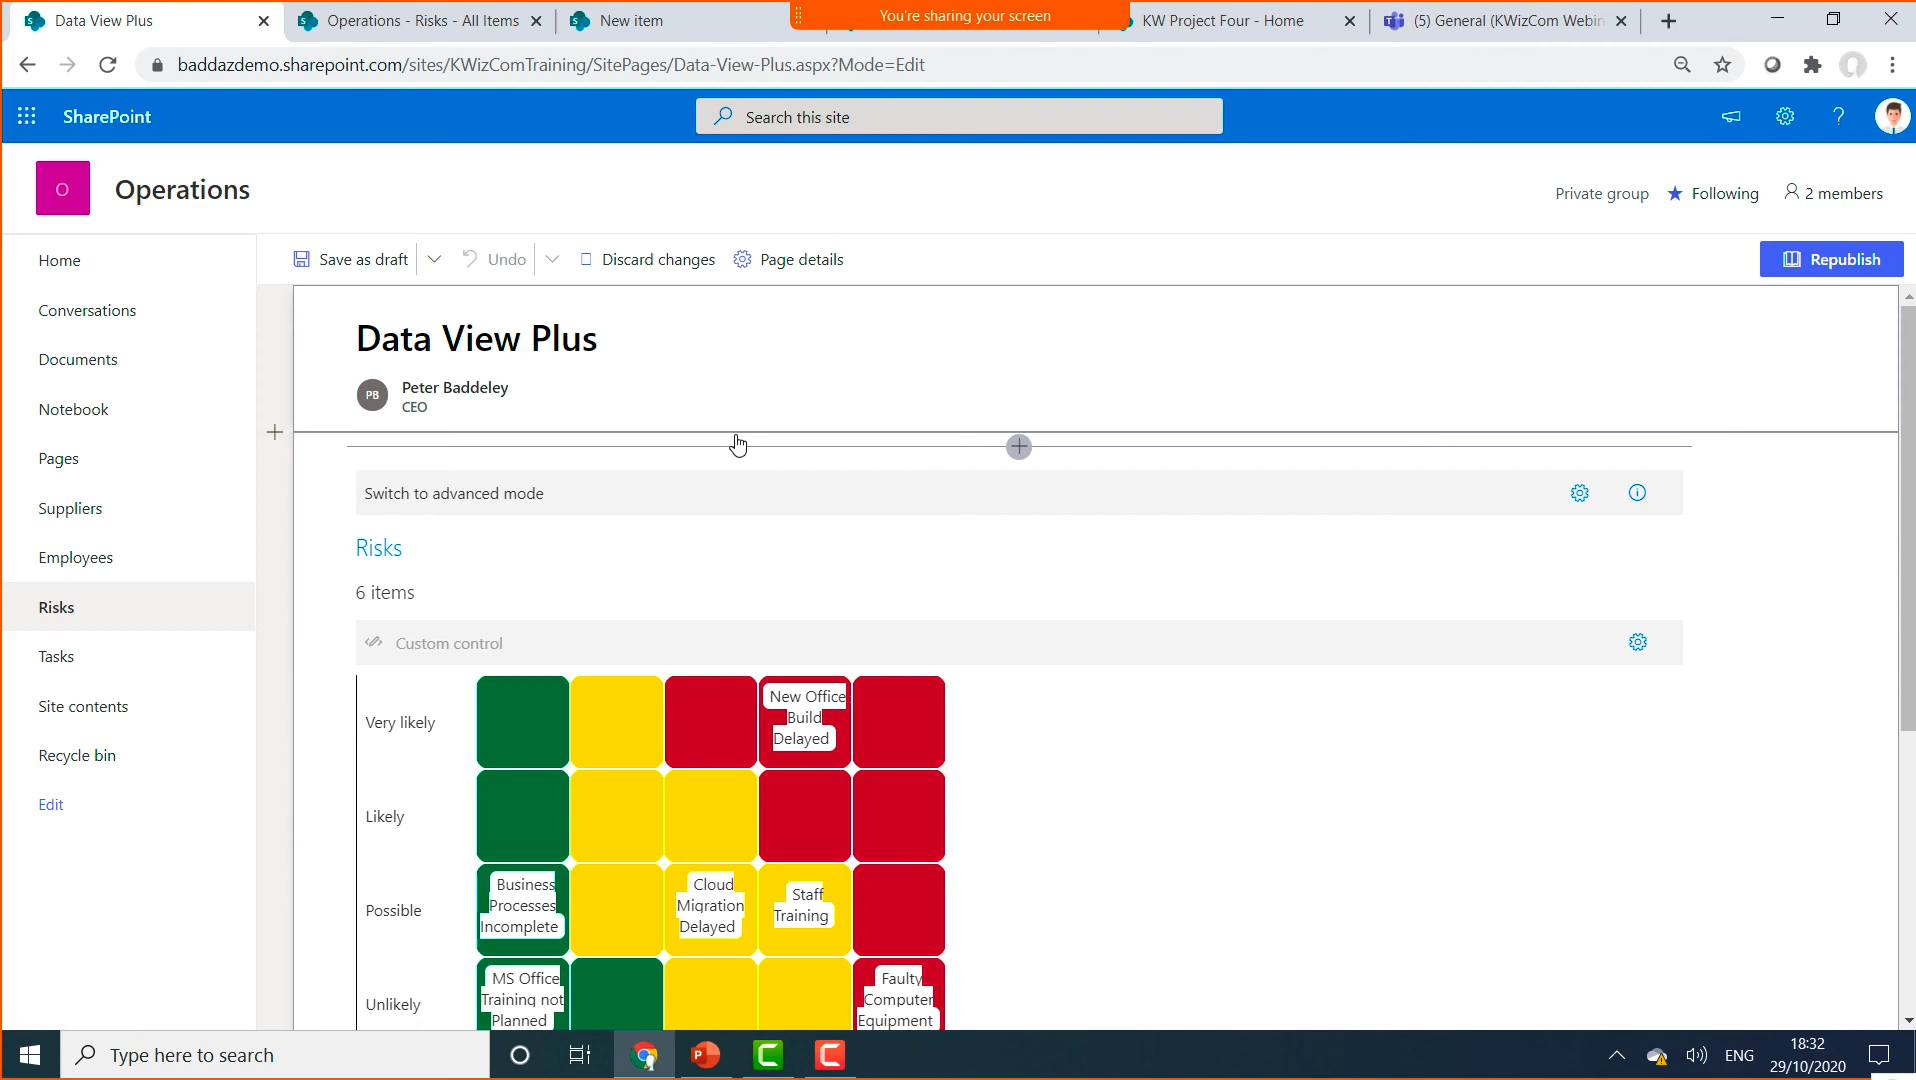 Data View Plus
Operations - Risks - All Items
New item
You're sharing your screen
KW Project Four - Home
(5) General (KWizCom Webin
baddazdemo.sharepoint.com/sites/KWizComTraining/SitePages/Data-View-Plus.aspx?Mode=Edit
SharePoint
Search this site
O
Operations
Private group
Following
2 members
Home
Conversations
Documents
Notebook
Pages
Suppliers
Employees
Risks
Tasks
Site contents
Recycle bin
Edit
Save as draft
Undo
Discard changes
Page details
Republish
Data View Plus
PB
Peter Baddeley
CEO
Switch to advanced mode
Risks
6 items
Custom control
Very likely
New Office
Build
Delayed
Likely
Possible
Business
Processes
Incomplete
Cloud
Migration
Delayed
Staff
Training
Unlikely
MS Office
Training not
Planned
Faulty
Computer
Equipment
Type here to search
ENG
18:32
29/10/2020